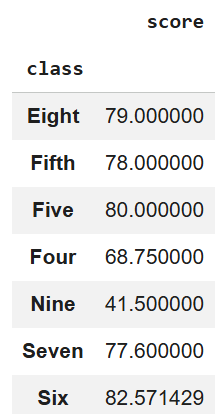 score
class
Eight 79.000000
Fifth 78.000000
Five 80.000000
Four 68.750000
Nine 41.500000
Seven 77.600000
Six 82.571429